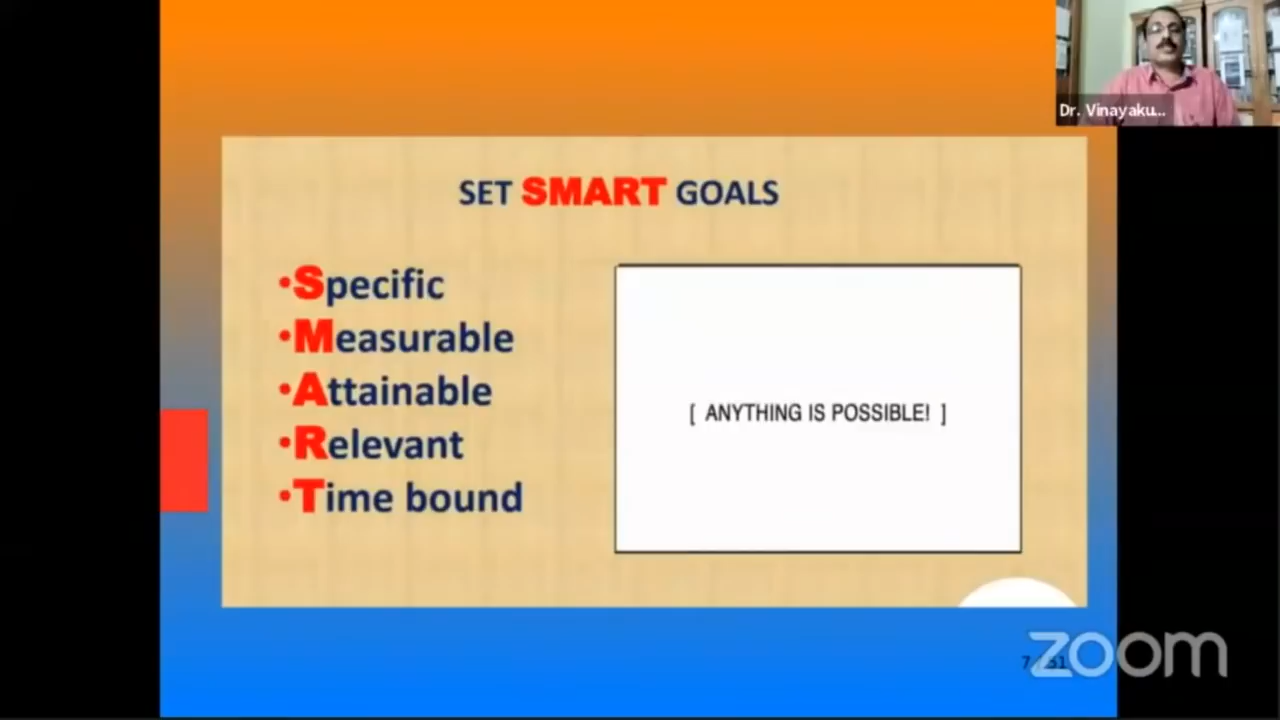 Dr. Vinayaku...
SET SMART GOALS
•Specific
•Measurable
•Attainable
•Relevant
•Time bound
[ ANYTHING IS POSSIBLE! ]
zoom